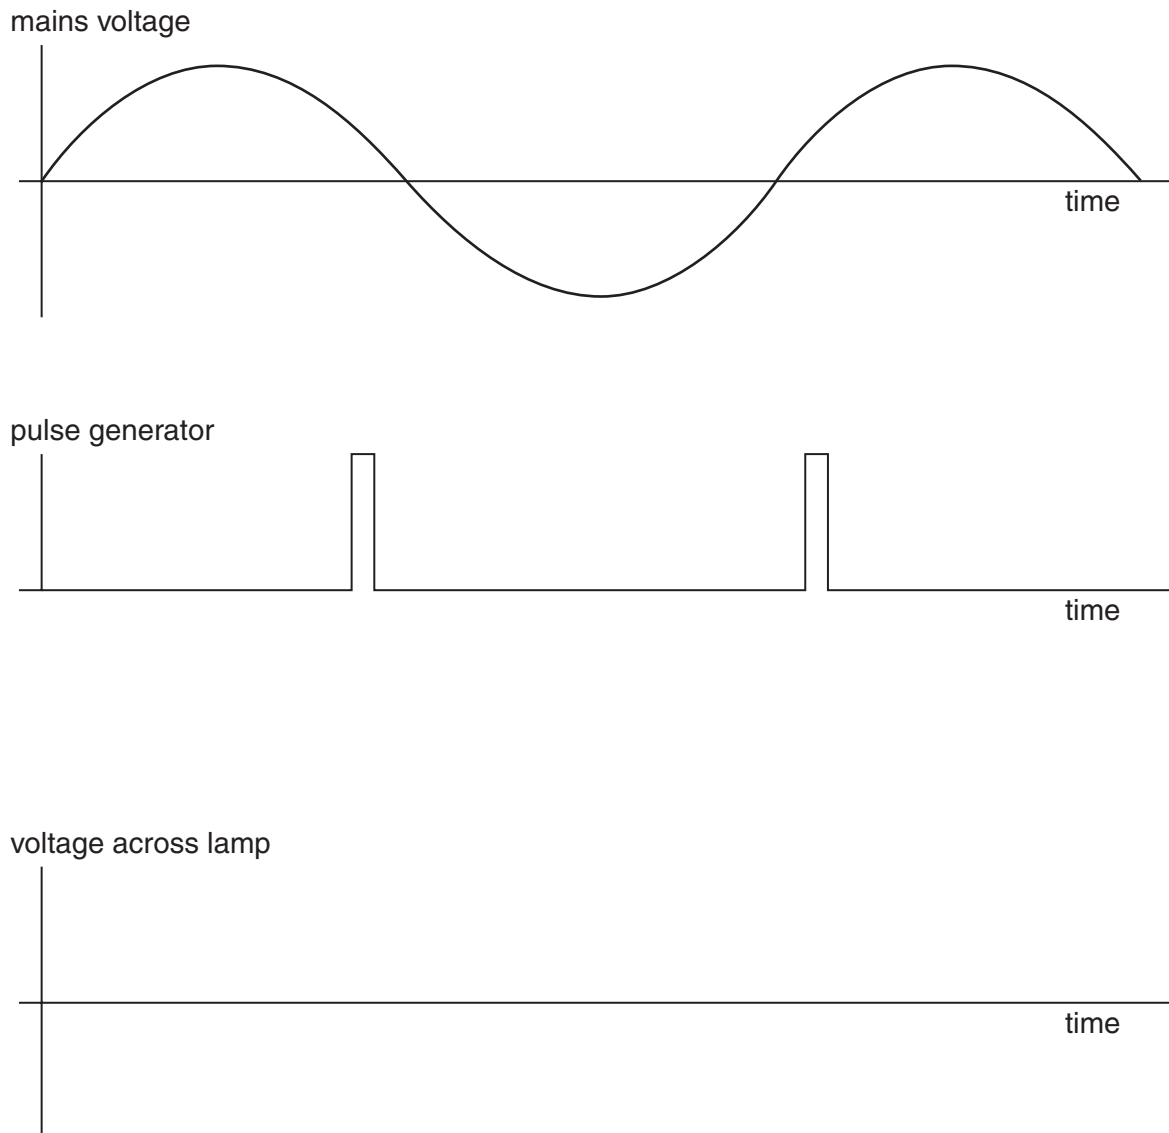 mains voltage
time
pulse generator
time
voltage across lamp
time